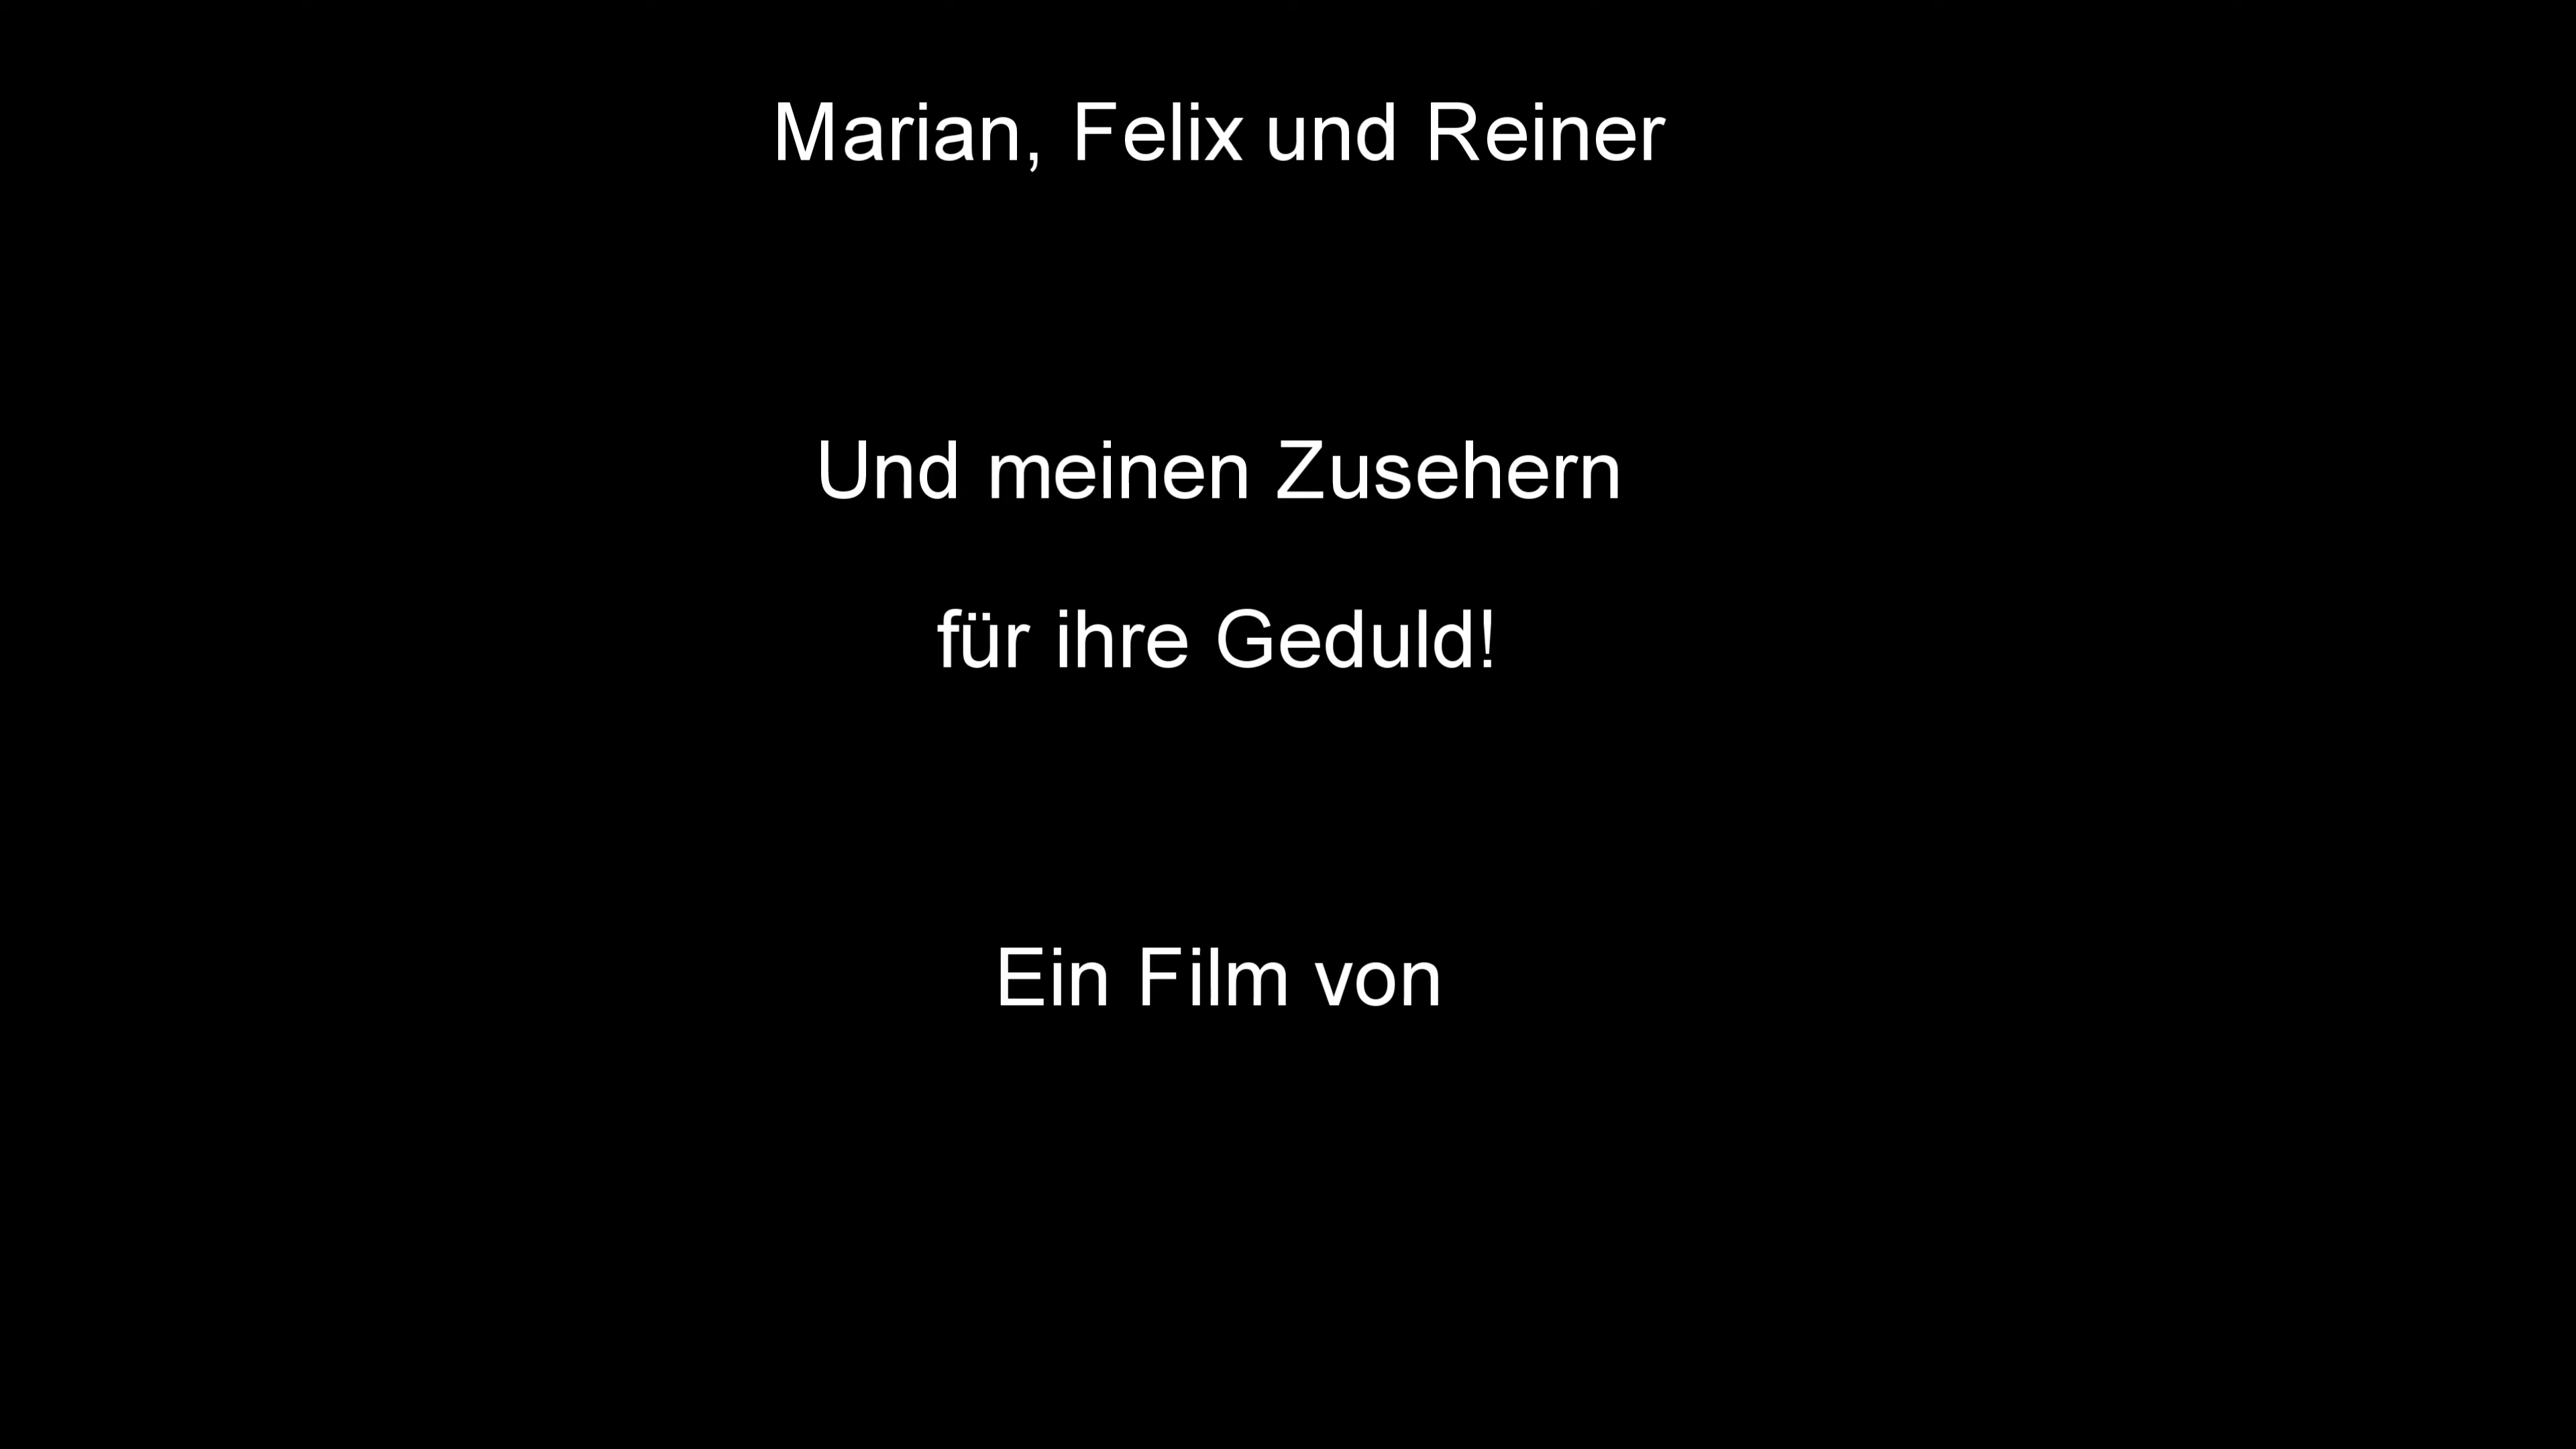 Marian, Felix und Reiner
Und meinen Zusehern
für ihre Geduld!
Ein Film von